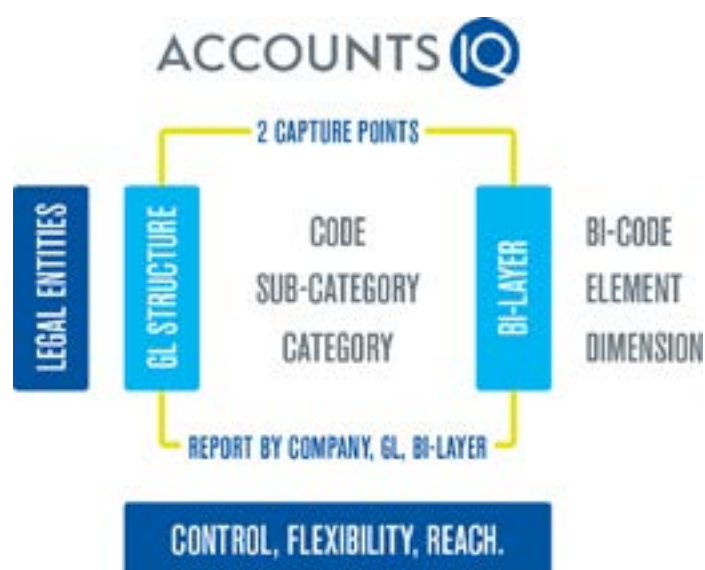 ACCOUNTS IQ
2 CAPTURE POINTS
LEGAL ENTITIES
GL STRUCTURE
CODE
SUB-CATEGORY
CATEGORY
BI-LAYER
BI-CODE
ELEMENT
DIMENSION
REPORT BY COMPANY, GL, BI-LAYER
CONTROL, FLEXIBILITY, REACH.